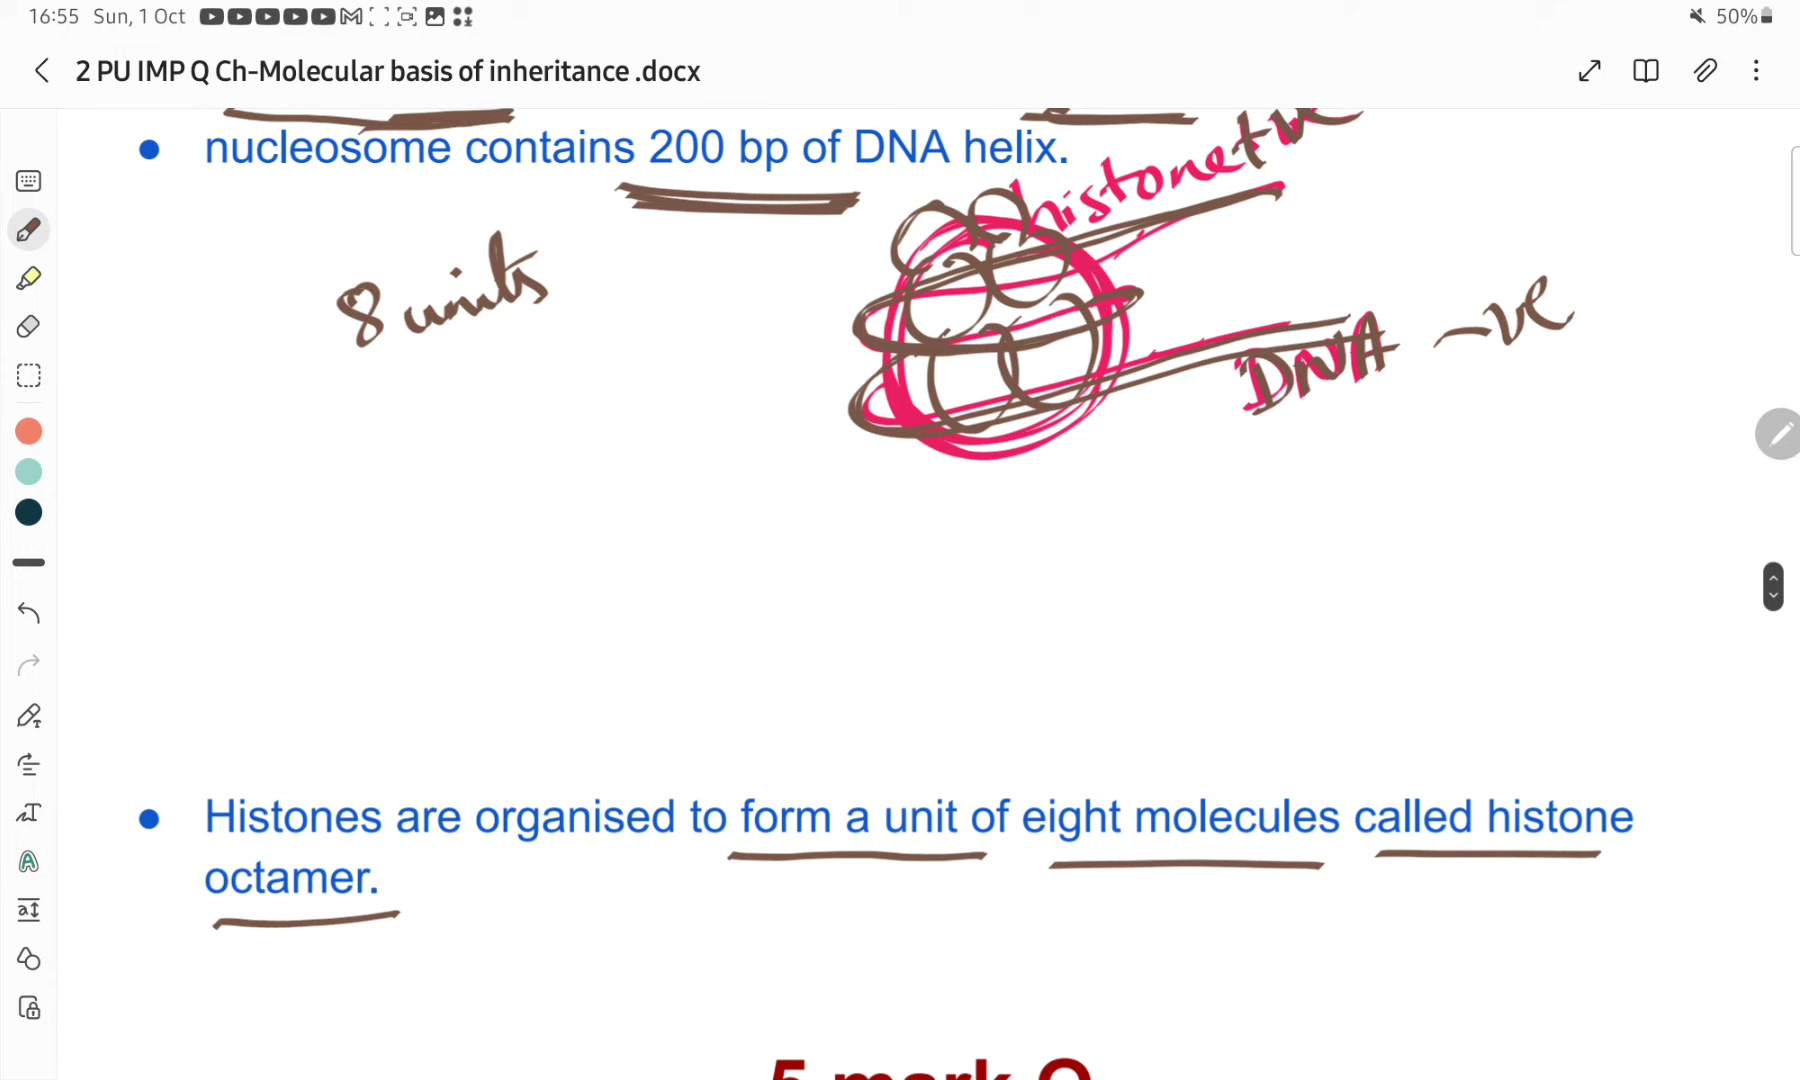 16:55 Sun, 1 Oct
50%
2 PU IMP Q Ch-Molecular basis of inheritance .docx
nucleosome contains 200 bp of DNA helix.
histone +ve
8 units
DNA -ve
Histones are organised to form a unit of eight molecules called histone
octamer.
5 mark Q